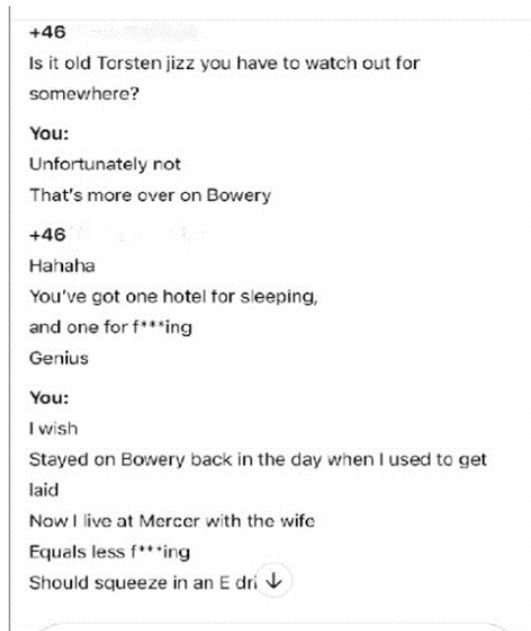 +46
Is it old Torsten jizz you have to watch out for
somewhere?
You:
Unfortunately not
That's more over on Bowery
+46
Hahaha
You've got one hotel for sleeping,
and one for f***ing
Genius
You:
I wish
Stayed on Bowery back in the day when I used to get
laid
Now I live at Mercer with the wife
Equals less f***ing
Should squeeze in an E dri